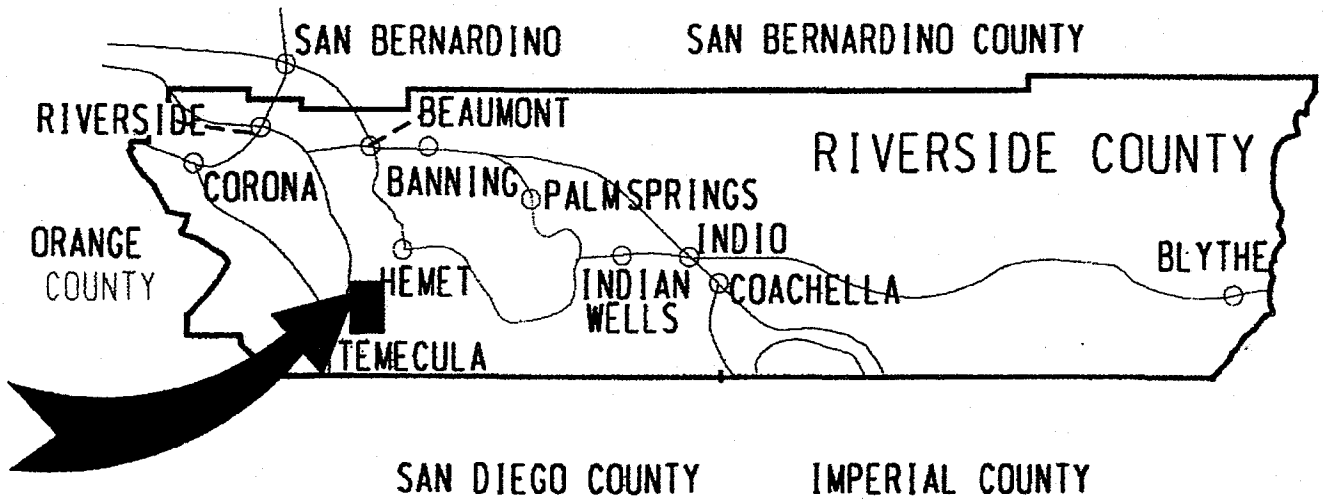 SAN BERNARDINO
SAN BERNARDINO COUNTY
RIVERSIDE
BEAUMONT
RIVERSIDE COUNTY
CORONA
BANNING
PALMSPRINGS
ORANGE
COUNTY
INDIO
BLYTHE
HEMET
INDIAN
WELLS
COACHELLA
TEMECULA
SAN DIEGO COUNTY
IMPERIAL COUNTY